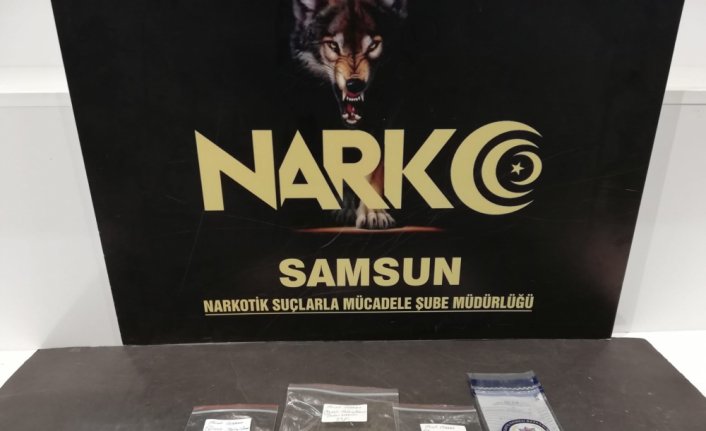 NARKO
SAMSUN
NARKOTİK SUÇLARLA MÜCADELE ŞUBE MÜDÜRLÜĞÜ